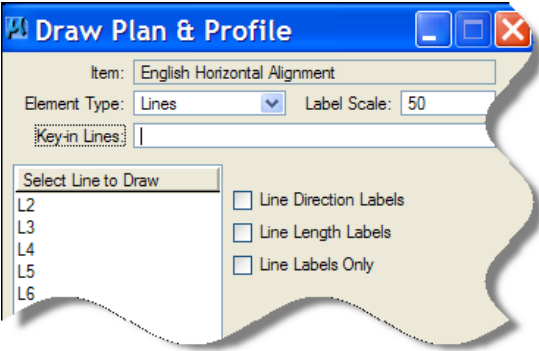 Draw Plan & Profile
Item: English Horizontal Alignment
Element Type: Lines Label Scale: 50
Key-in Lines:
Select Line to Draw
L2
L3
L4
L5
L6
Line Direction Labels
Line Length Labels
Line Labels Only